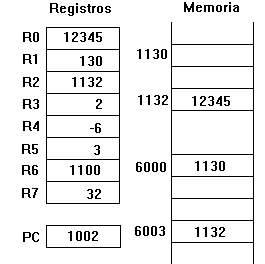 Registros Memoria
R0 12345
R1 130 1130
R2 1132
R3 2 1132 12345
R4 -6
R5 3
R6 1100 6000 1130
R7 32
PC 1002 6003 1132